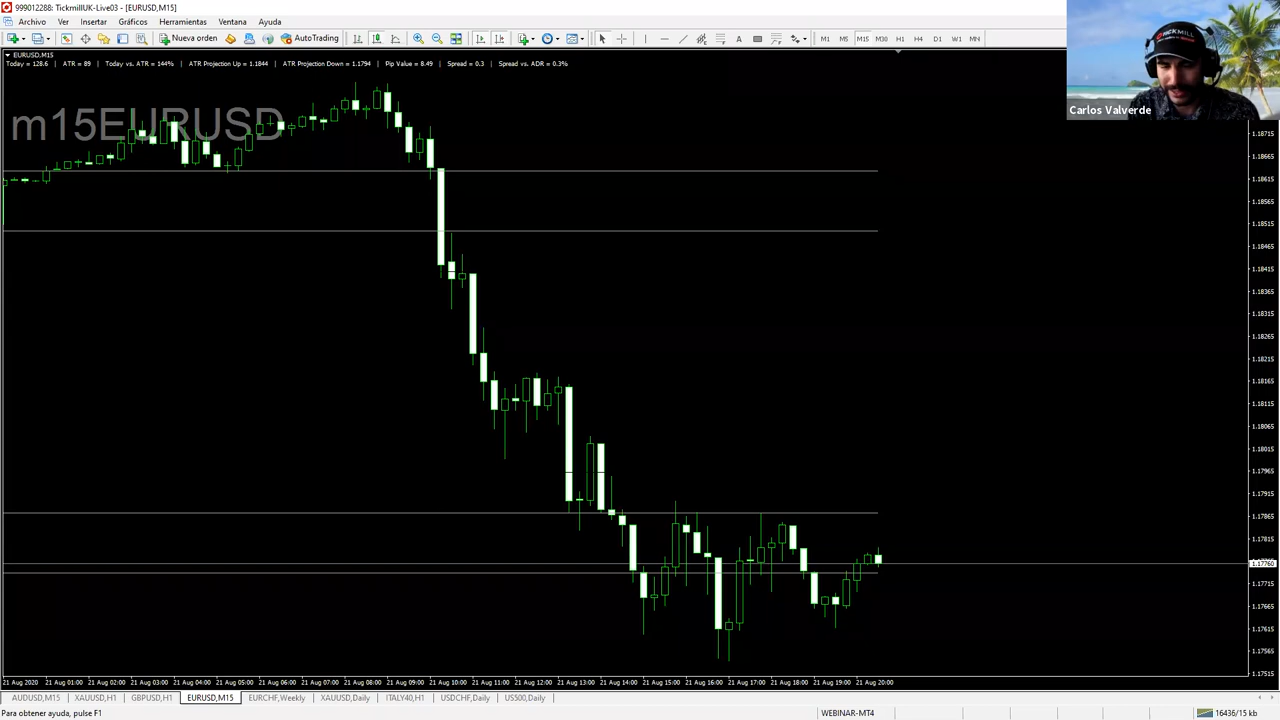 999012288: TickmillUK-Live03 - [EURUSD,M15]
Archivo Ver Insertar Gráficos Herramientas Ventana Ayuda
Nueva orden AutoTrading A M1 M5 M15 M30 H1 H4 D1 W1 MN
TICKMILL
Carlos Valverde
EURUSD,M15
Today = 128.6 | ATR = 89 | Today vs. ATR = 144% | ATR Projection Up = 1.1844 | ATR Projection Down = 1.1794 | Pip Value = 8.49 | Spread = 0.3 | Spread vs. ADR = 0.3%
m15EURUSD
1.18715
1.18665
1.18615
1.18565
1.18515
1.18465
1.18415
1.18365
1.18315
1.18265
1.18215
1.18165
1.18115
1.18065
1.18015
1.17965
1.17915
1.17865
1.17815
1.17760
1.17715
1.17665
1.17615
1.17565
1.17515
21 Aug 2020 21 Aug 01:00 21 Aug 02:00 21 Aug 03:00 21 Aug 04:00 21 Aug 05:00 21 Aug 06:00 21 Aug 07:00 21 Aug 08:00 21 Aug 09:00 21 Aug 10:00 21 Aug 11:00 21 Aug 12:00 21 Aug 13:00 21 Aug 14:00 21 Aug 15:00 21 Aug 16:00 21 Aug 17:00 21 Aug 18:00 21 Aug 19:00 21 Aug 20:00
AUDUSD,M15 XAUUSD,H1 GBPUSD,H1 EURUSD,M15 EURCHF,Weekly XAUUSD,Daily ITALY40,H1 USDCHF,Daily US500,Daily
Para obtener ayuda, pulse F1 WEBINAR-MT4 16436/15 kb